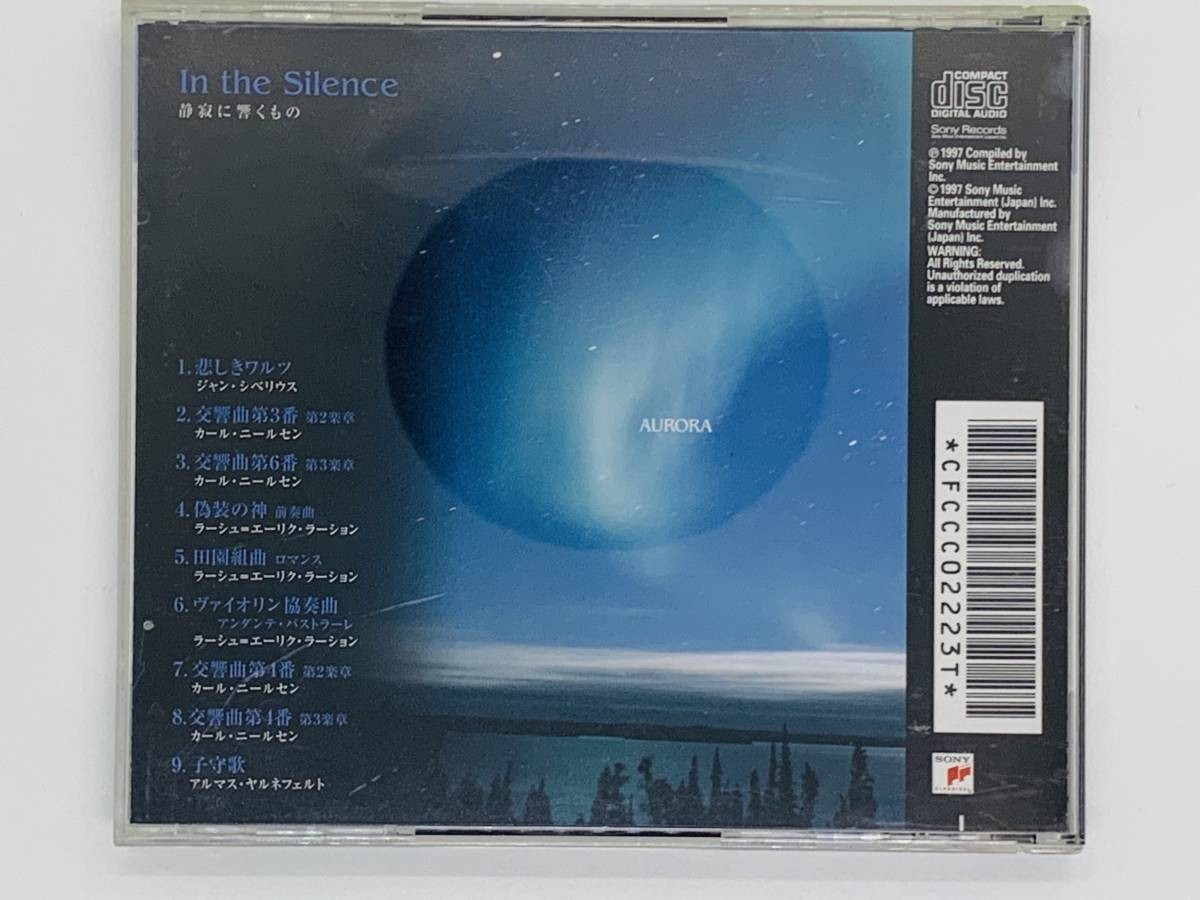 In the Silence
静寂に響くもの
1. 悲しきワルツ
ジャン・シベリウス
2. 交響曲第3番 第2楽章
カール・ニールセン
3. 交響曲第6番 第3楽章
カール・ニールセン
4. 偽装の神 前奏曲
ラーシュ=エーリク・ラーション
5. 田園組曲 ロマンス
ラーシュ=エーリク・ラーション
6. ヴァイオリン協奏曲
アンダンテ・パストラーレ
ラーシュ=エーリク・ラーション
7. 交響曲第4番 第2楽章
カール・ニールセン
8. 交響曲第4番 第3楽章
カール・ニールセン
9. 子守歌
アルマス・ヤルネフェルト
AURORA
COMPACT
disc
DIGITAL AUDIO
Sony Records
℗ 1997 Compiled by
Sony Music Entertainment
Inc.
© 1997 Sony Music
Entertainment (Japan) Inc.
Manufactured by
Sony Music Entertainment
(Japan) Inc.
WARNING:
All Rights Reserved.
Unauthorized duplication
is a violation of
applicable laws.
*CFCCC02223T*
SONY
CLASSICAL